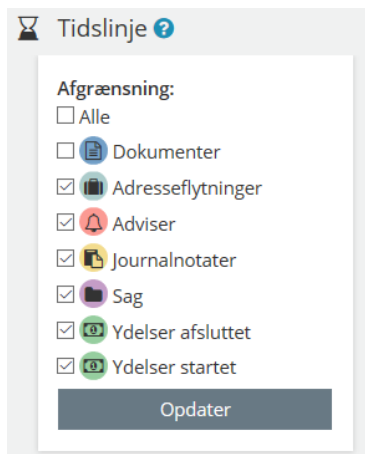 Tidslinje ?
Afgrænsning:
Alle
Dokumenter
Adresseflytninger
Adviser
Journalnotater
Sag
Ydelser afsluttet
Ydelser startet
Opdater